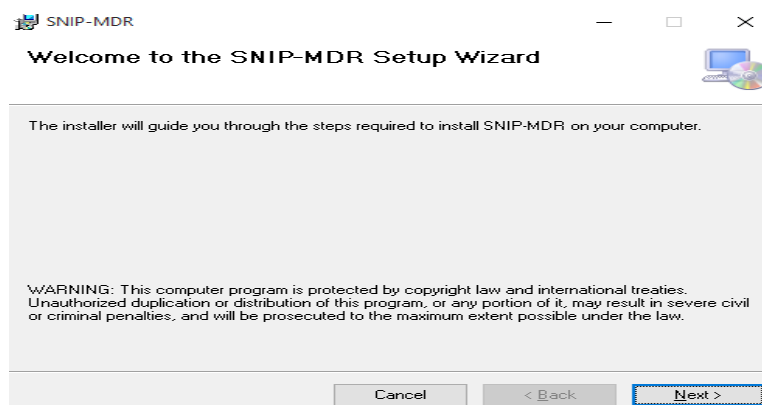 SNIP-MDR
Welcome to the SNIP-MDR Setup Wizard
The installer will guide you through the steps required to install SNIP-MDR on your computer.
WARNING: This computer program is protected by copyright law and international treaties.
Unauthorized duplication or distribution of this program, or any portion of it, may result in severe civil
or criminal penalties, and will be prosecuted to the maximum extent possible under the law.
Cancel
< Back
Next >